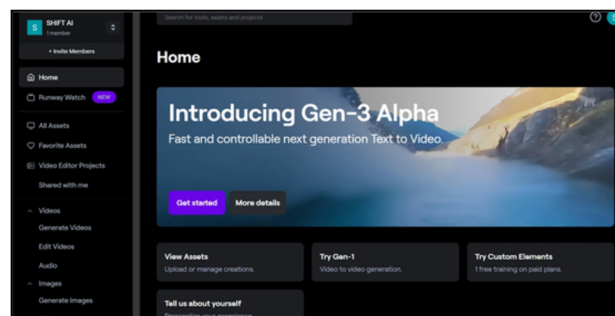 S
SHIFT AI
1 member
+ Invite Members
Home
Runway Watch NEW
All Assets
Favorite Assets
Video Editor Projects
Shared with me
Videos
Generate Videos
Edit Videos
Audio
Images
Generate Images
Search for tools, assets and projects
?
S
Home
Introducing Gen-3 Alpha
Fast and controllable next generation Text to Video.
Get started
More details
View Assets
Upload or manage creations.
Try Gen-1
Video to video generation.
Try Custom Elements
1 free training on paid plans.
Tell us about yourself
Personalize your experience.